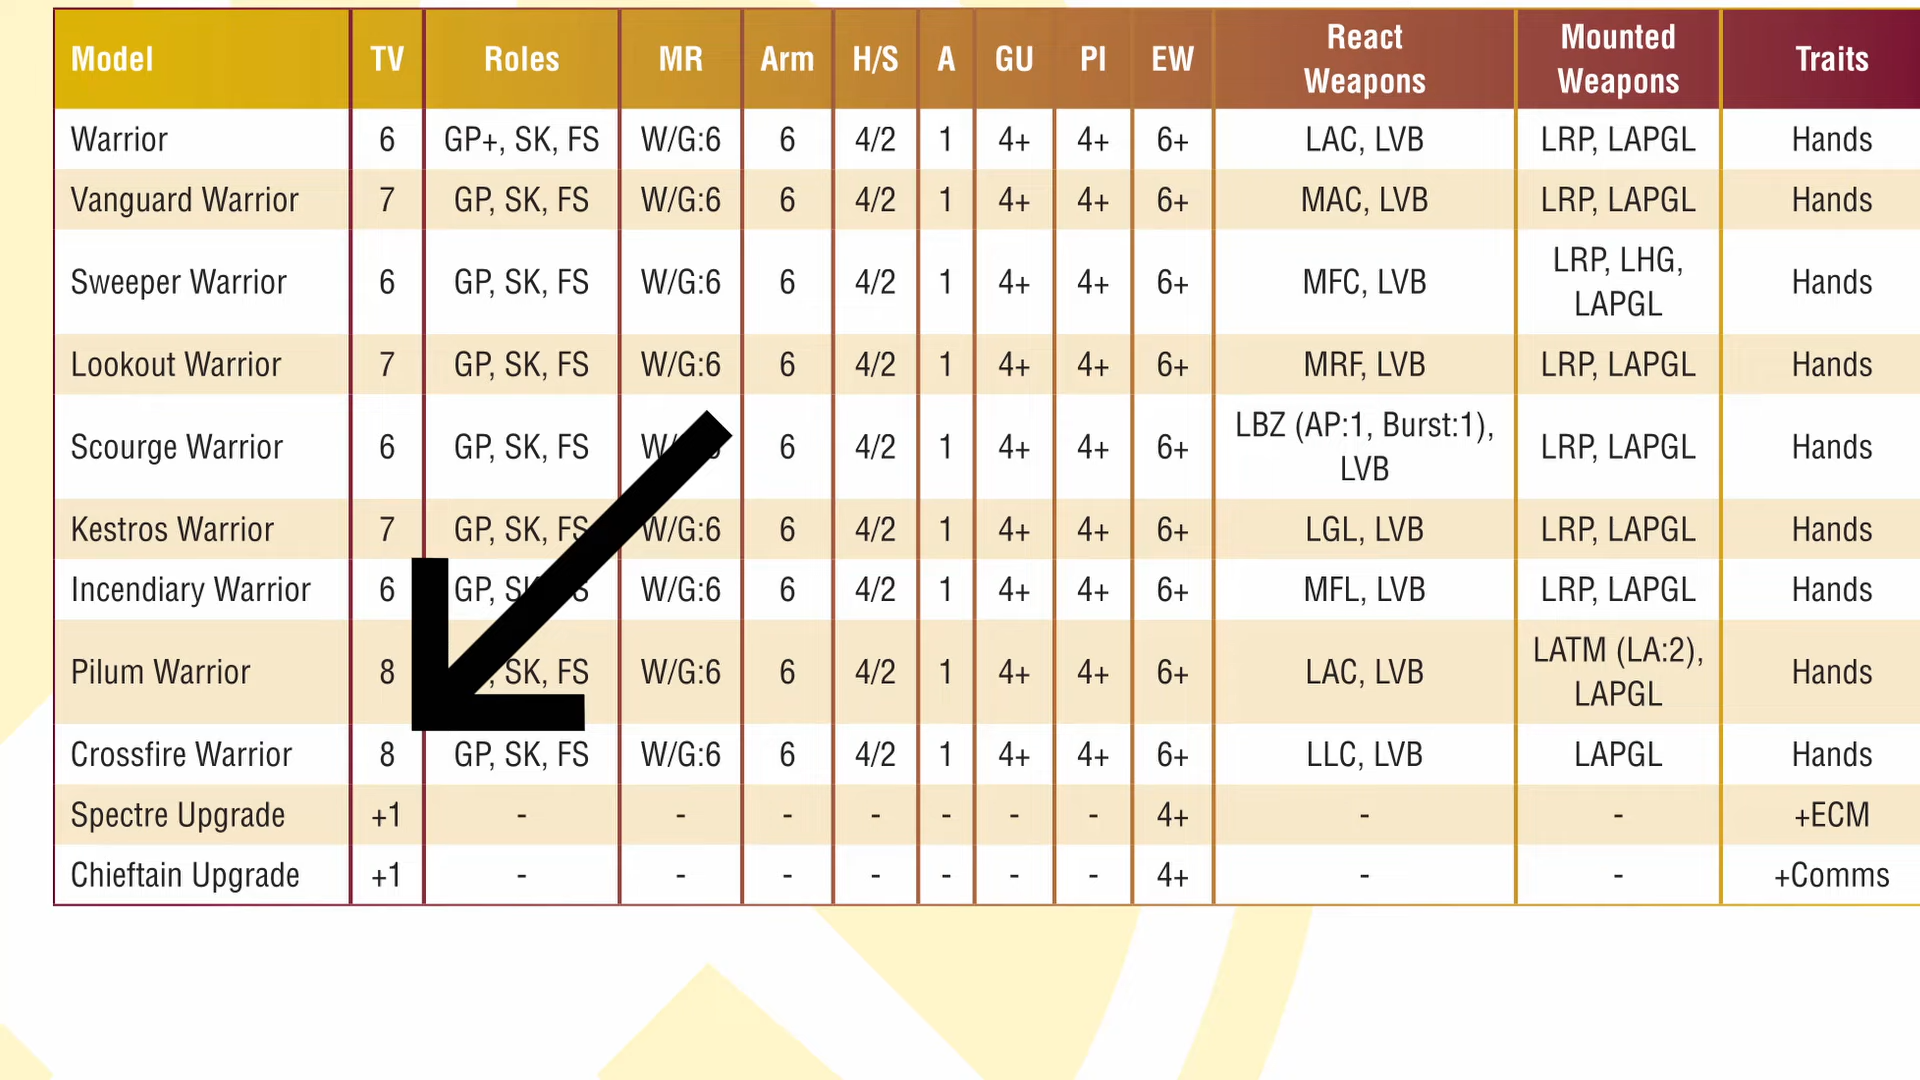 Model TV Roles MR Arm H/S A GU PI EW React Weapons Mounted Weapons Traits
Warrior 6 GP+, SK, FS W/G:6 6 4/2 1 4+ 4+ 6+ LAC, LVB LRP, LAPGL Hands
Vanguard Warrior 7 GP, SK, FS W/G:6 6 4/2 1 4+ 4+ 6+ MAC, LVB LRP, LAPGL Hands
Sweeper Warrior 6 GP, SK, FS W/G:6 6 4/2 1 4+ 4+ 6+ MFC, LVB LRP, LHG, LAPGL Hands
Lookout Warrior 7 GP, SK, FS W/G:6 6 4/2 1 4+ 4+ 6+ MRF, LVB LRP, LAPGL Hands
Scourge Warrior 6 GP, SK, FS 6 4/2 1 4+ 4+ 6+ LBZ (AP:1, Burst:1), LVB LRP, LAPGL Hands
Kestros Warrior 7 GP, SK, FS W/G:6 6 4/2 1 4+ 4+ 6+ LGL, LVB LRP, LAPGL Hands
Incendiary Warrior 6 GP, W/G:6 6 4/2 1 4+ 4+ 6+ MFL, LVB LRP, LAPGL Hands
Pilum Warrior 8 SK, FS W/G:6 6 4/2 1 4+ 4+ 6+ LAC, LVB LATM (LA:2), LAPGL Hands
Crossfire Warrior 8 GP, SK, FS W/G:6 6 4/2 1 4+ 4+ 6+ LLC, LVB LAPGL Hands
Spectre Upgrade +1 - - - - - - - 4+ - - +ECM
Chieftain Upgrade +1 - - - - - - - 4+ - - +Comms